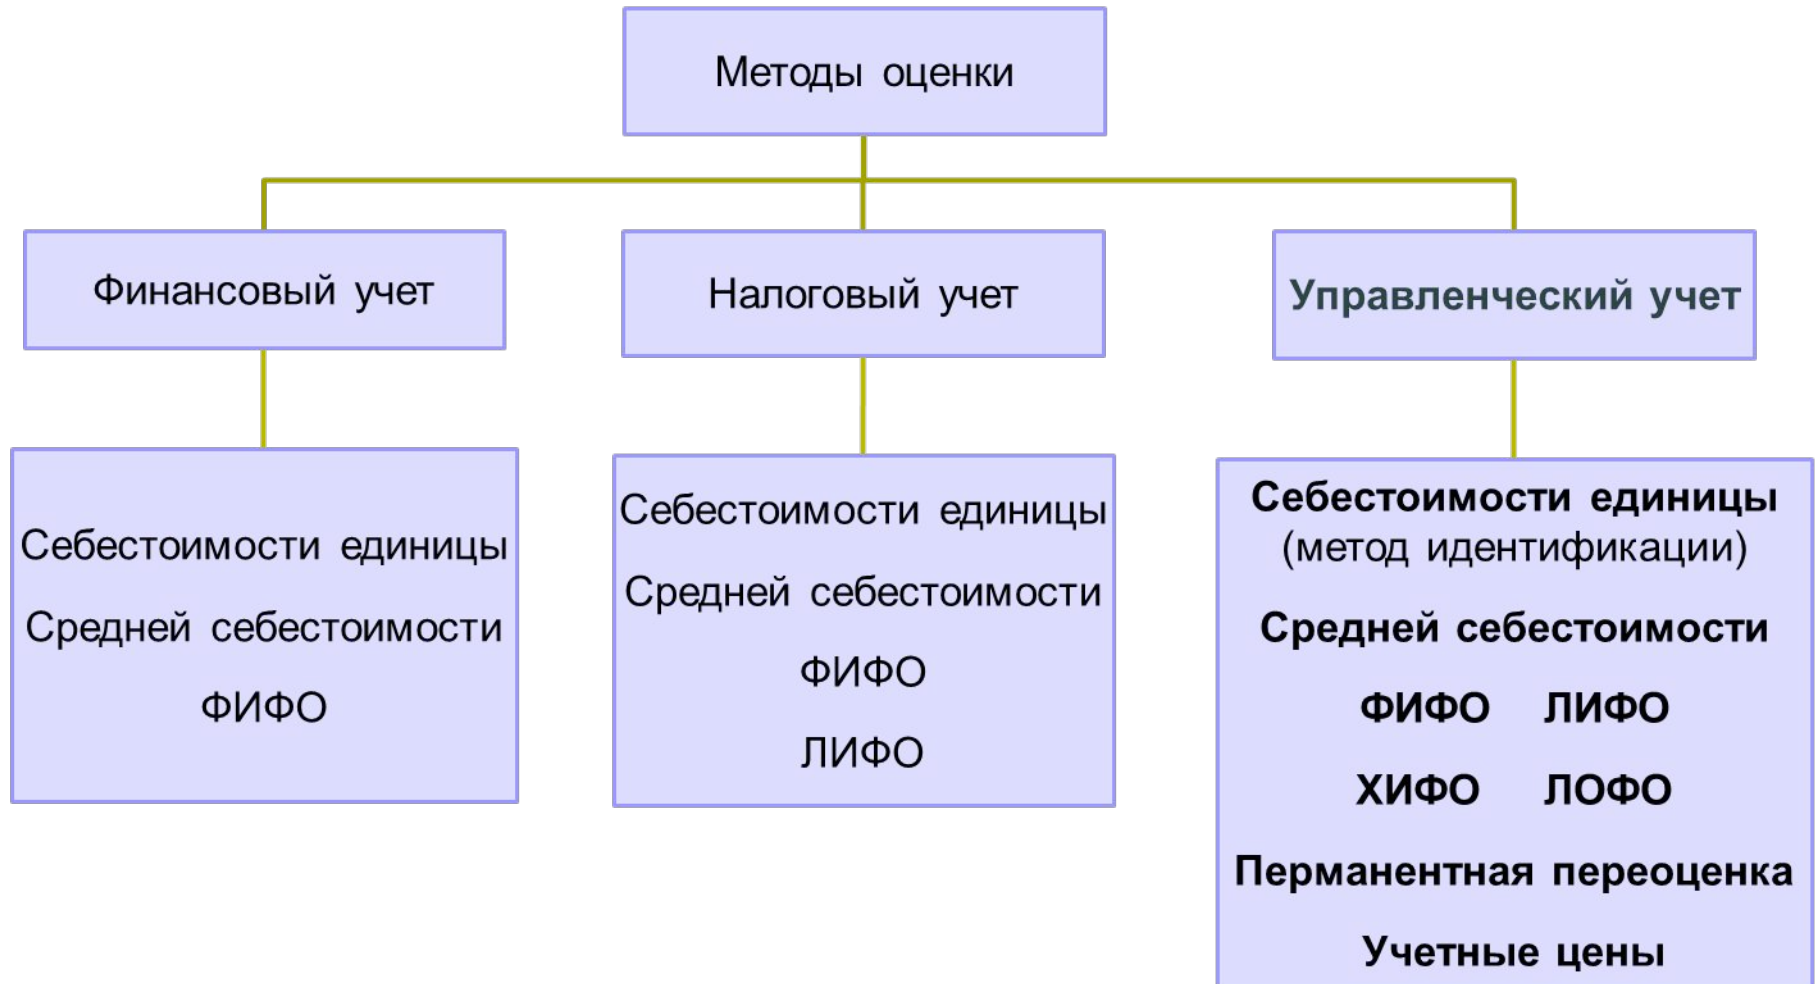 Методы оценки
Финансовый учет
Налоговый учет
Управленческий учет
Себестоимости единицы
Средней себестоимости
ФИФО
Себестоимости единицы
Средней себестоимости
ФИФО
ЛИФО
Себестоимости единицы
(метод идентификации)
Средней себестоимости
ФИФО ЛИФО
ХИФО ЛОФО
Перманентная переоценка
Учетные цены